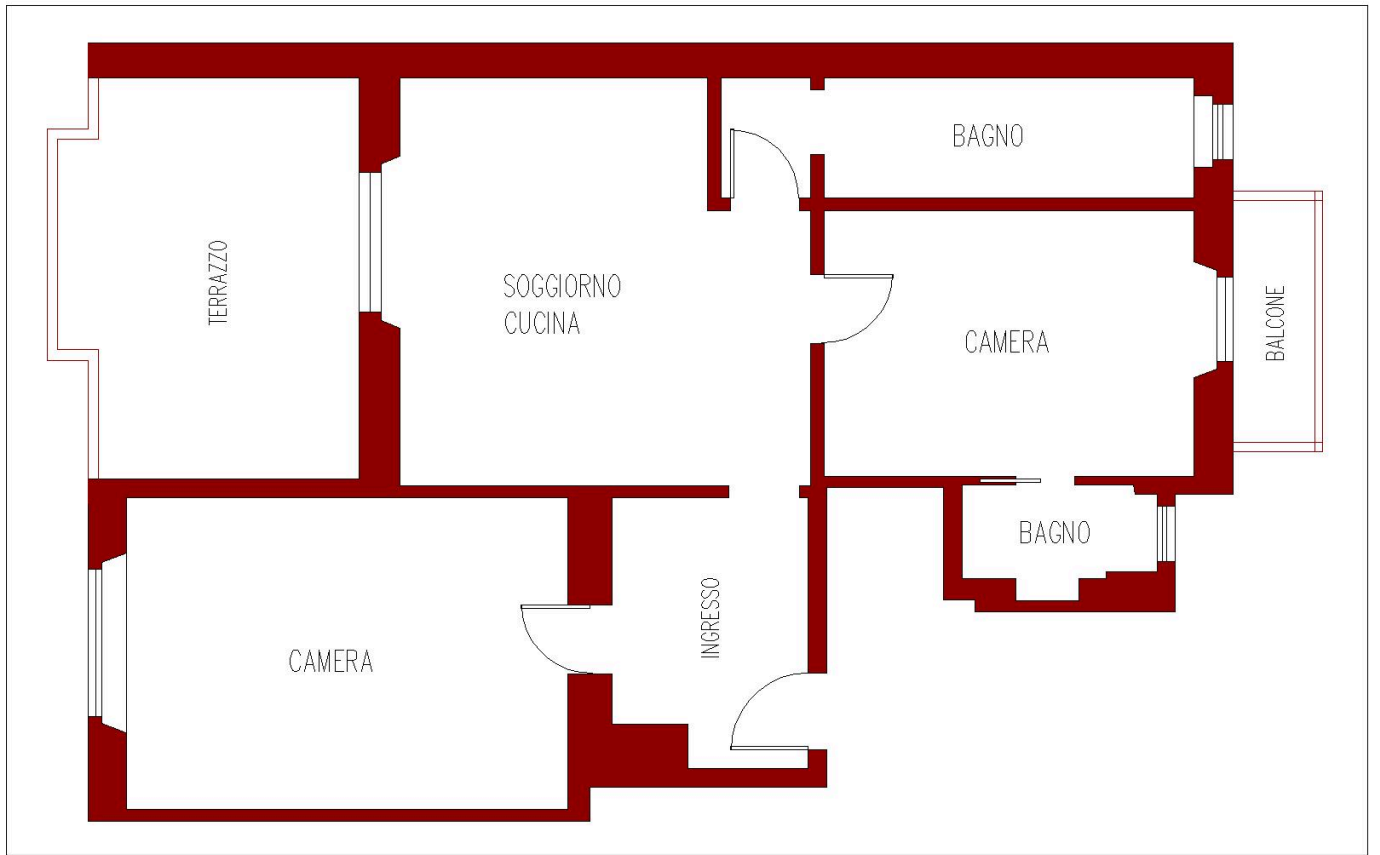 BAGNO
TERRAZZO
SOGGIORNO
CUCINA
CAMERA
BALCONE
BAGNO
INGRESSO
CAMERA